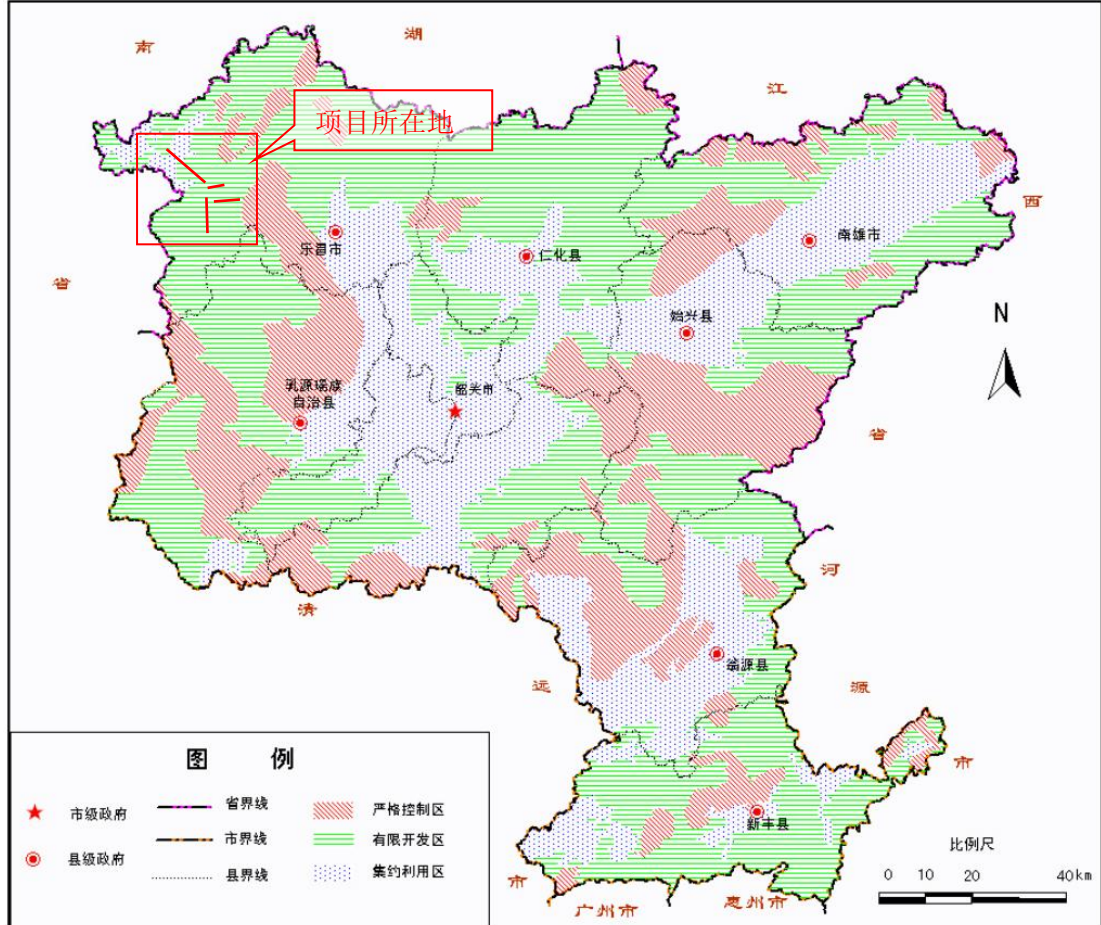 南
湖
江
项目所在地
西
乐昌市
仁化县
南雄市
省
始兴县
N
乳源瑶族
自治县
韶关市
省
清
河
远
翁源县
源
市
图 例
市级政府
省界线
严格控制区
市界线
有限开发区
县级政府
县界线
集约利用区
新丰县
比例尺
0 10 20 40km
市
广州市
惠州市